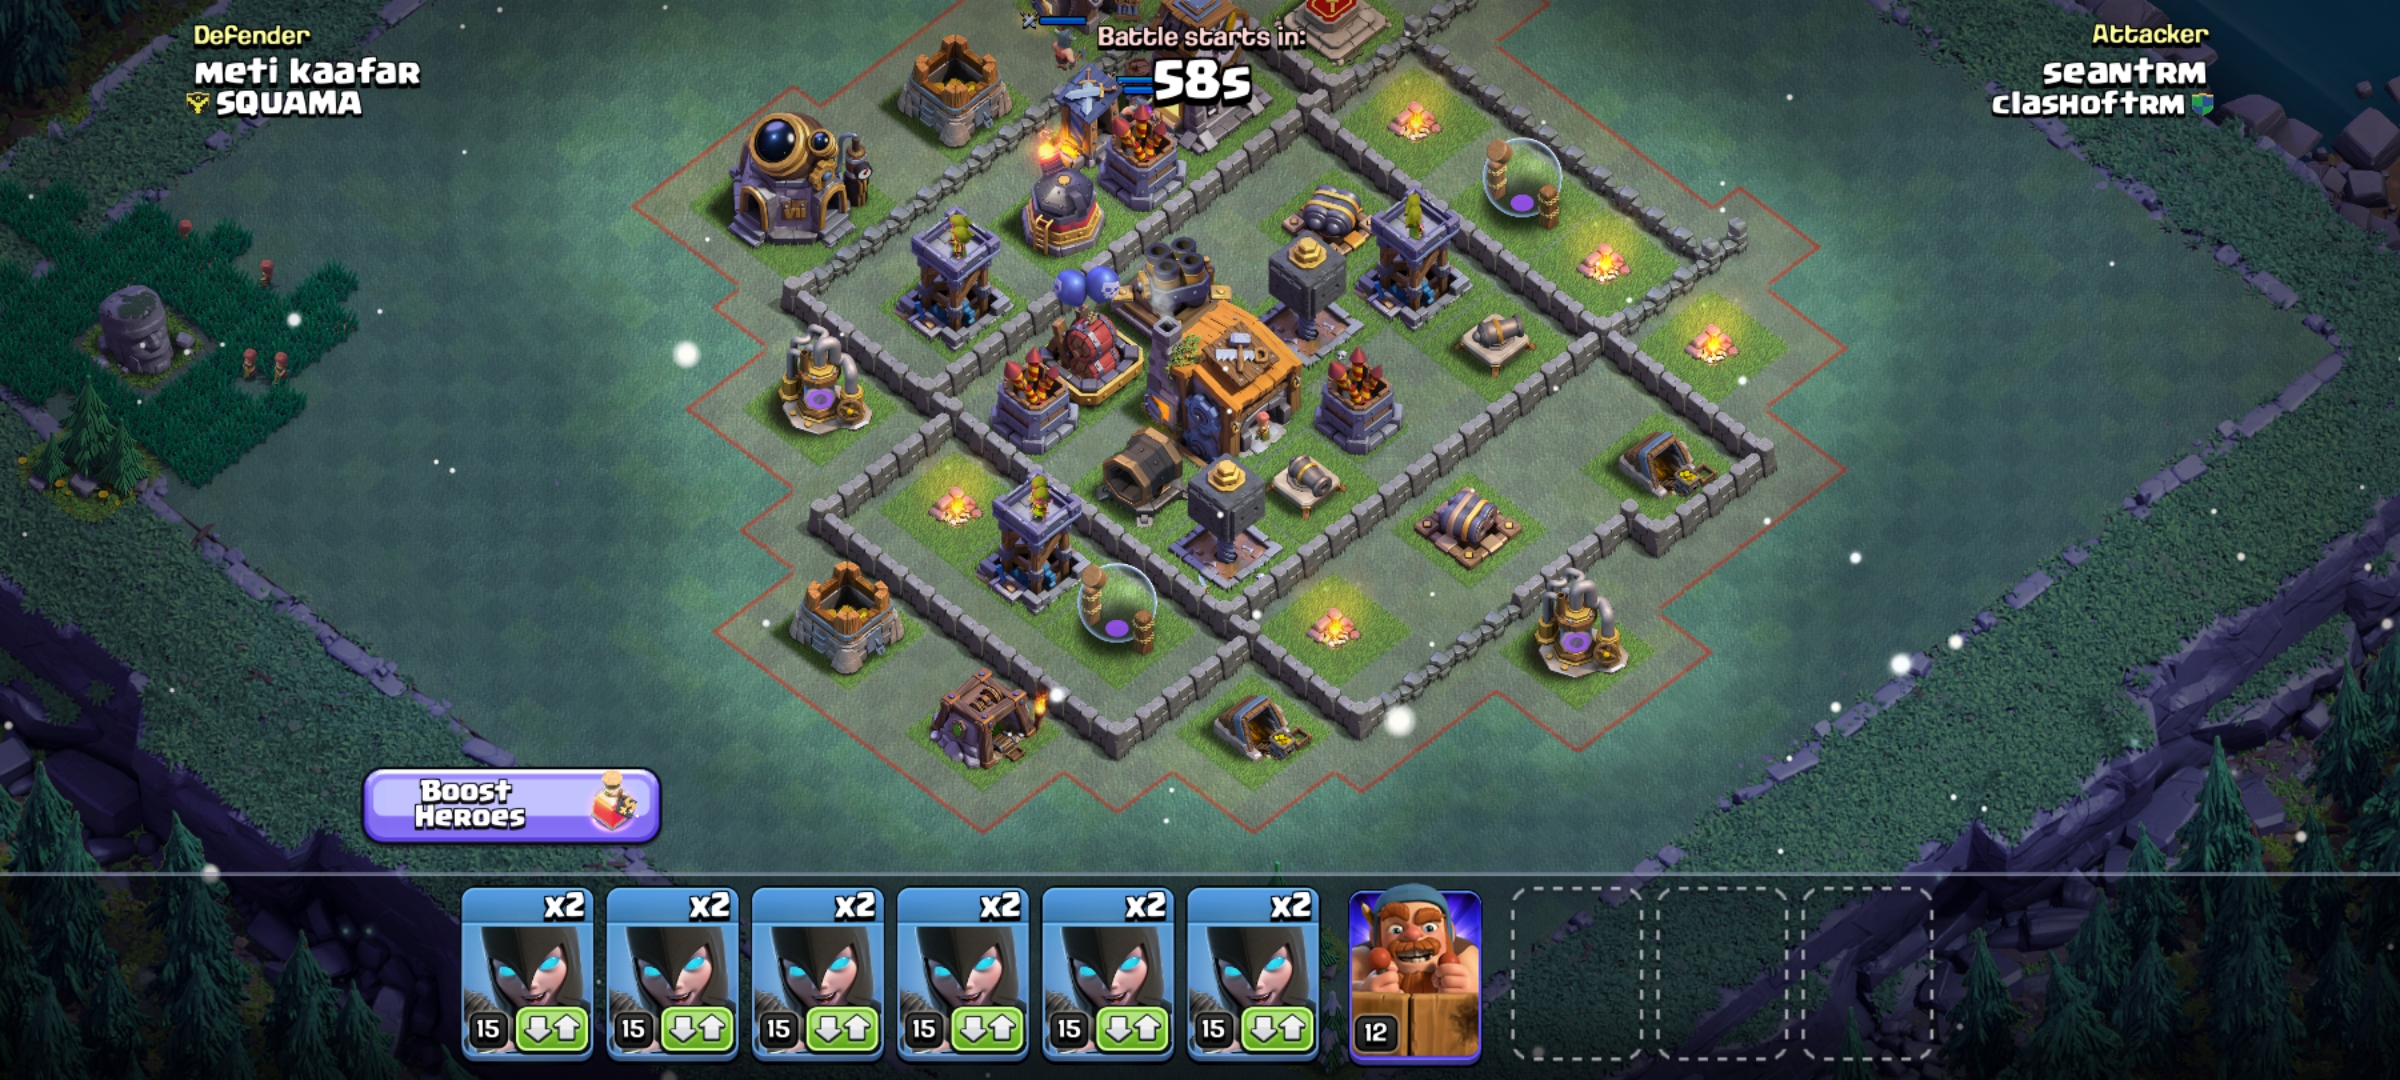 Defender
meti kaafar
SQUAMA
Battle starts in:
58s
Attacker
seantrm
clashoftrm
VII
Boost
Heroes
x2
x2
x2
x2
x2
x2
15
15
15
15
15
15
12